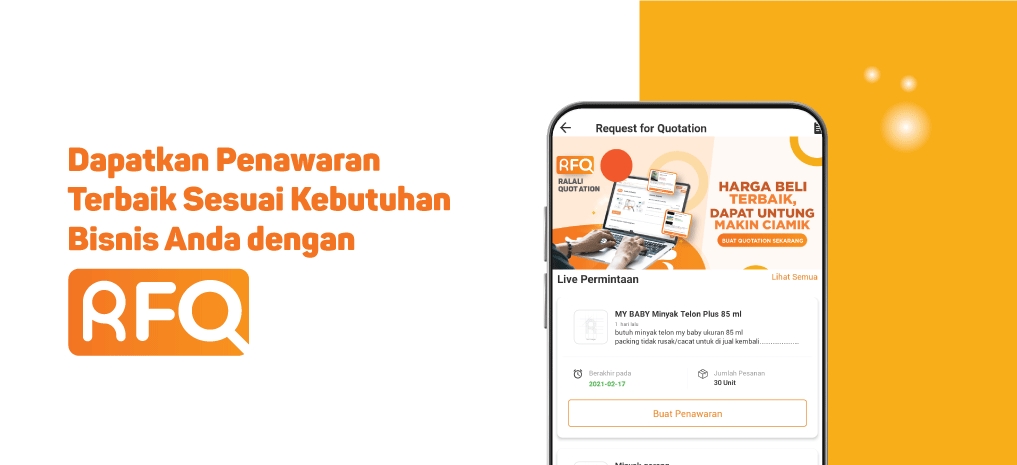 Dapatkan Penawaran
Terbaik Sesuai Kebutuhan
Bisnis Anda dengan
RFQ
Request for Quotation
RFQ
RALALI
QUOTATION
HARGA BELI
TERBAIK,
DAPAT UNTUNG
MAKIN CIAMIK
BUAT QUOTATION SEKARANG
Live Permintaan
Lihat Semua
MY BABY Minyak Telon Plus 85 ml
1 hari lalu
butuh minyak telon my baby ukuran 85 ml
packing tidak rusak/cacat untuk di jual kembali...................
Berakhir pada
2021-02-17
Jumlah Pesanan
30 Unit
Buat Penawaran
Minyak goreng